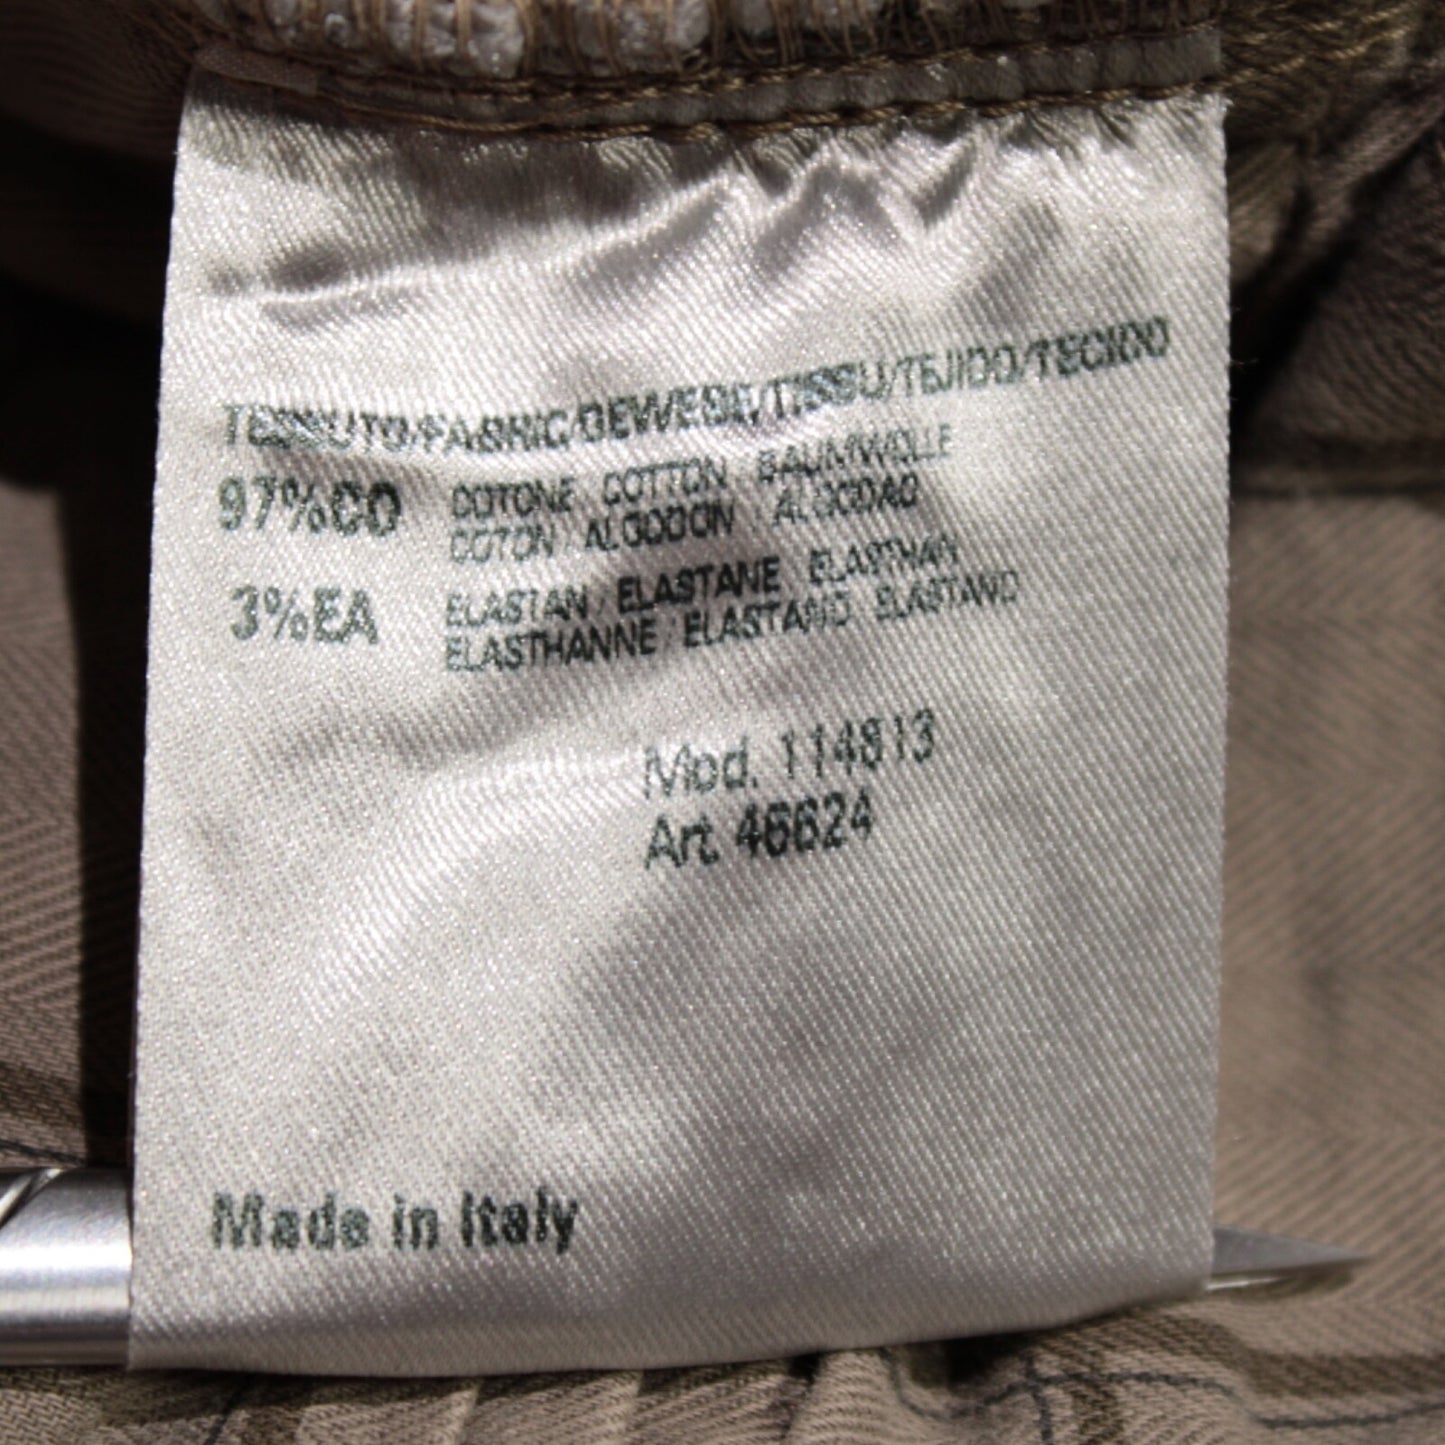 TESSUTO/FABRIC/GEWEBE/TISSU/TEJIDO/TECIDO
97%CO COTONE COTTON BAUMWOLLE
COTON ALGODON ALGODAO
3%EA ELASTAN ELASTANE ELASTHAN
ELASTHANNE ELASTANO ELASTANO
Mod. 114813
Art. 46624
Made in Italy